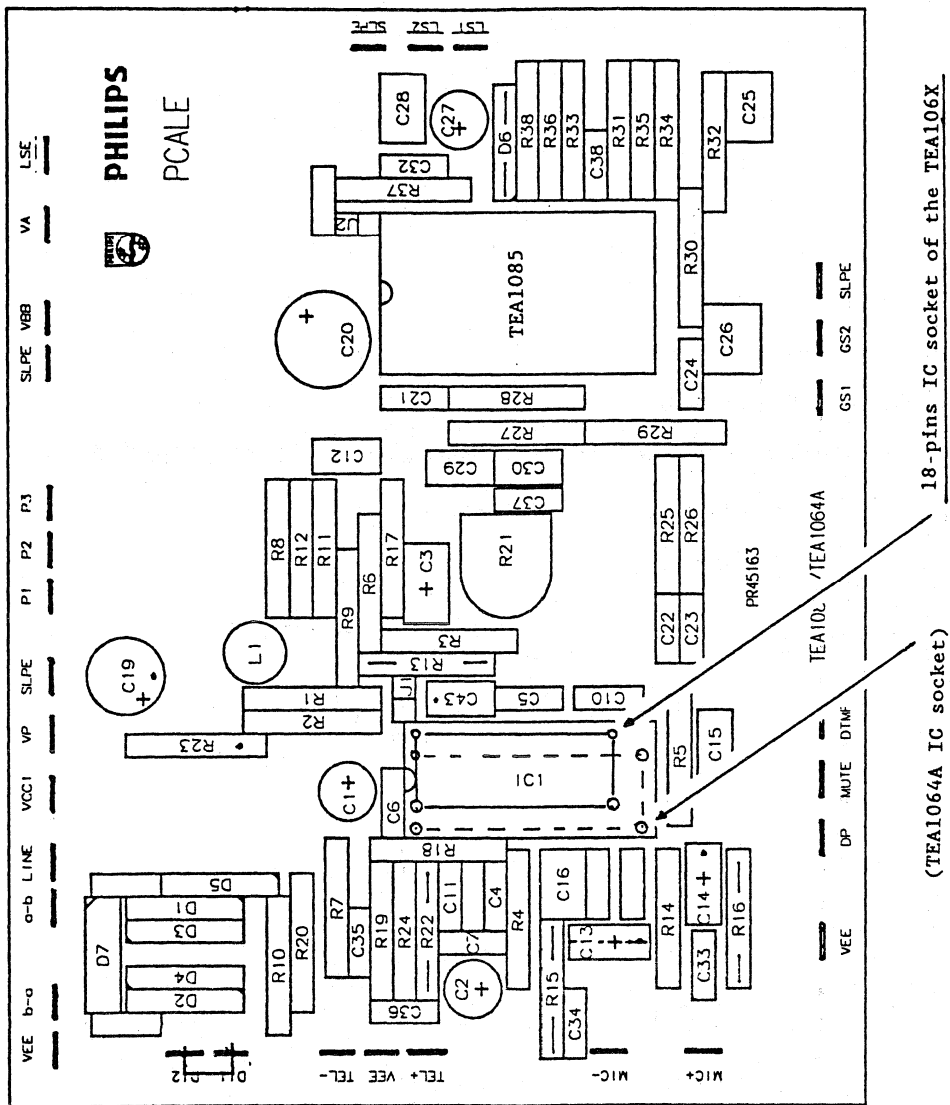 SLPE
LS2
LS1
PHILIPS
PCALE
LSE
VA
VBB
SLPE
P3
P2
P1
SLPE
VP
VCC1
LINE
a-b
b-a
VEE
C28
C27
+
D6
R38
R36
R33
C38
R31
R35
R34
R32
C25
C32
R37
J2
PHILIPS
TEA1085
R30
SLPE
GS2
GS1
C20
+
C26
C24
C21
R28
R27
R29
C12
C29
C30
C37
R8
R12
R11
R9
R6
R17
C3
+
R21
R25
R26
PR45163
C22
C23
/TEA1064A
R3
R13
L1
C19
+
R1
R2
R23
J1
C43
C5
C10
R5
C15
DTMF
MUTE
DP
VEE
IC1
C1
+
C6
R18
R7
C35
R19
R24
R22
C11
C4
C7
R4
C2
+
C36
C16
C13
+
R15
C34
R14
C14
+
C33
R16
D5
D1
D3
D4
D2
D7
R10
R20
D12
TEL-
VEE
TEL+
MIC-
MIC+
18-pins IC socket of the TEA106X
(TEA1064A IC socket)